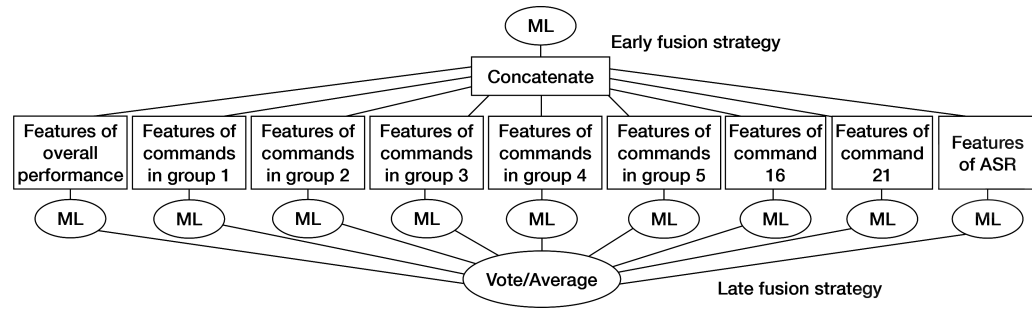 ML
Early fusion strategy
Concatenate
Features of
overall
performance
Features of
commands
in group 1
Features of
commands
in group 2
Features of
commands
in group 3
Features of
commands
in group 4
Features of
commands
in group 5
Features of
command
16
Features of
command
21
Features
of ASR
ML
ML
ML
ML
ML
ML
ML
ML
ML
Vote/Average
Late fusion strategy